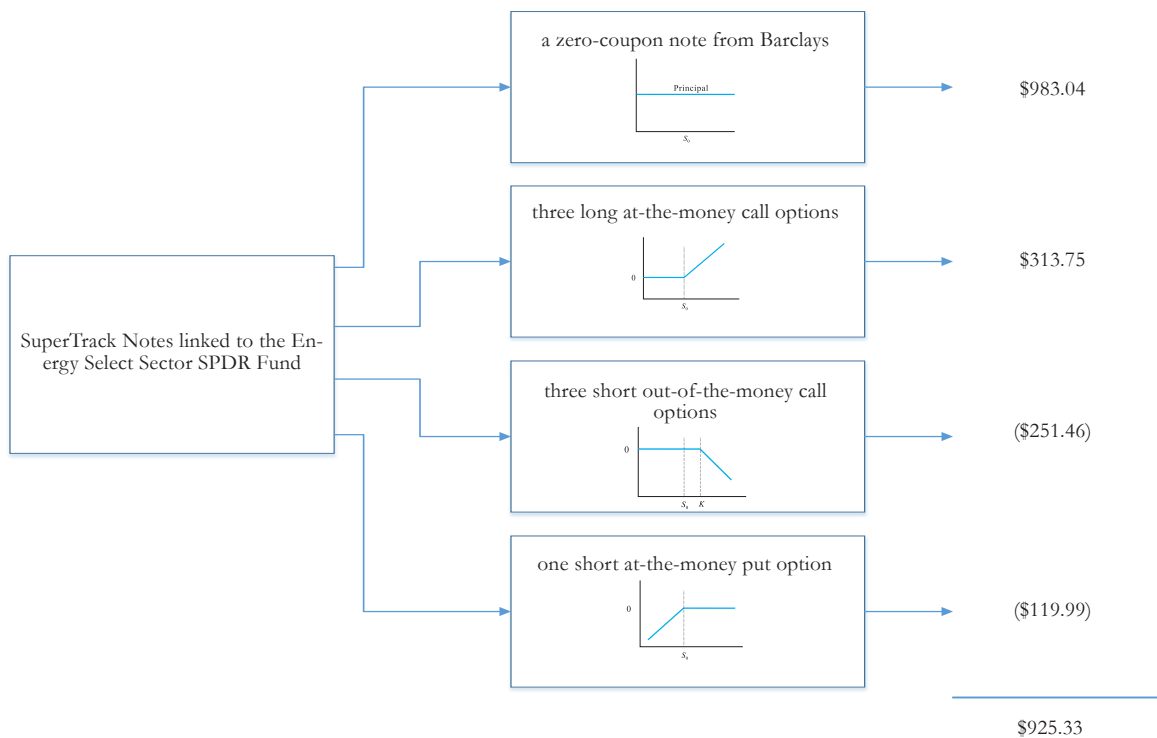 a zero-coupon note from Barclays
Principal
S₀
$983.04
three long at-the-money call options
0
S₀
$313.75
SuperTrack Notes linked to the En-
ergy Select Sector SPDR Fund
three short out-of-the-money call
options
0
S₀ K
($251.46)
one short at-the-money put option
0
S₀
($119.99)
$925.33